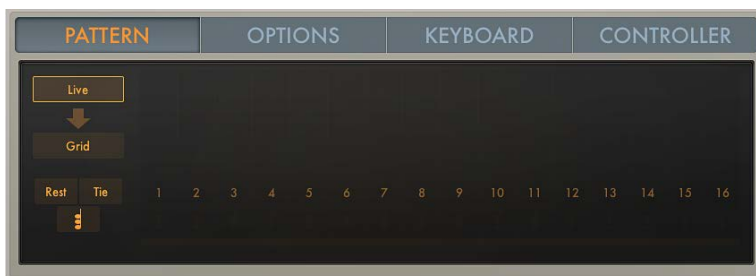 PATTERN OPTIONS KEYBOARD CONTROLLER
Live
Grid
Rest Tie 1 2 3 4 5 6 7 8 9 10 11 12 13 14 15 16